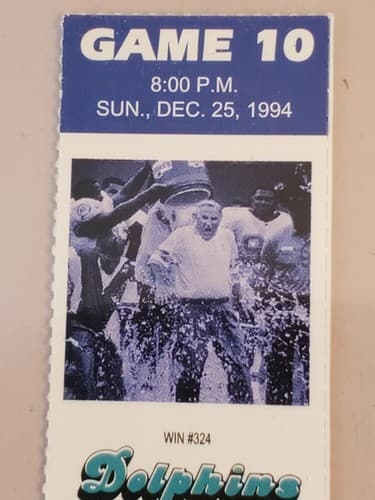 GAME 10
8:00 P.M.
SUN., DEC. 25, 1994
WIN #324
Dolphins